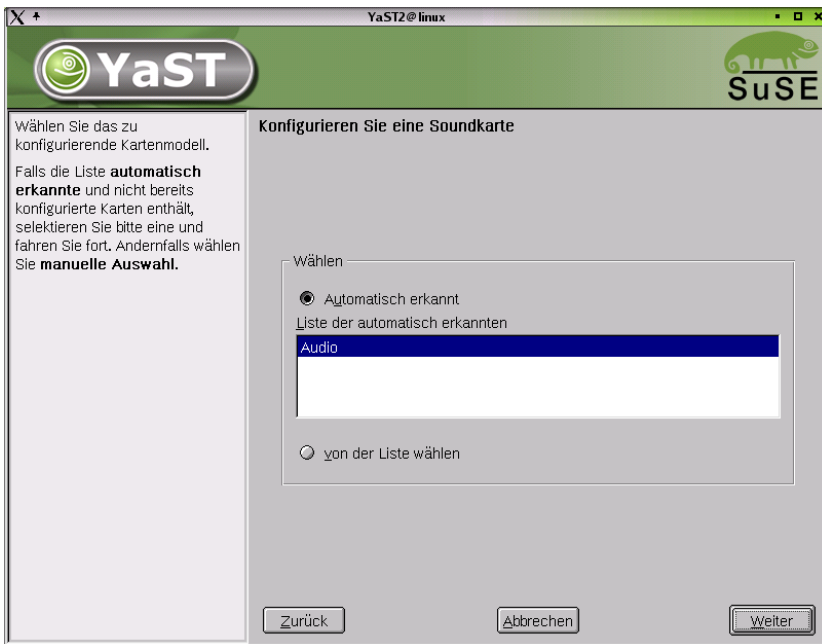 YaST2@linux
YaST
SuSE
Wählen Sie das zu
konfigurierende Kartenmodell.
Falls die Liste automatisch
erkannte und nicht bereits
konfigurierte Karten enthält,
selektieren Sie bitte eine und
fahren Sie fort. Andernfalls wählen
Sie manuelle Auswahl.
Konfigurieren Sie eine Soundkarte
Wählen
Automatisch erkannt
Liste der automatisch erkannten
Audio
von der Liste wählen
Zurück
Abbrechen
Weiter